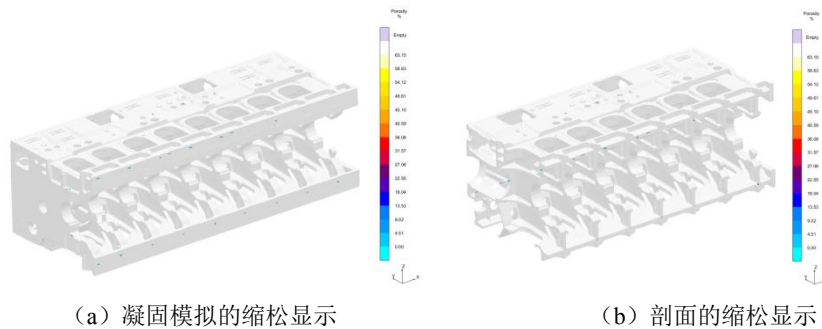 Porosity
%
Empty
63.15
58.63
54.12
49.61
45.10
40.59
36.08
31.57
27.06
22.55
18.04
13.53
9.02
4.51
0.00
Z
Y
X
Porosity
%
Empty
63.15
58.63
54.12
49.61
45.10
40.59
36.08
31.57
27.06
22.55
18.04
13.53
9.02
4.51
0.00
Z
Y
X
（a）凝固模拟的缩松显示
（b）剖面的缩松显示